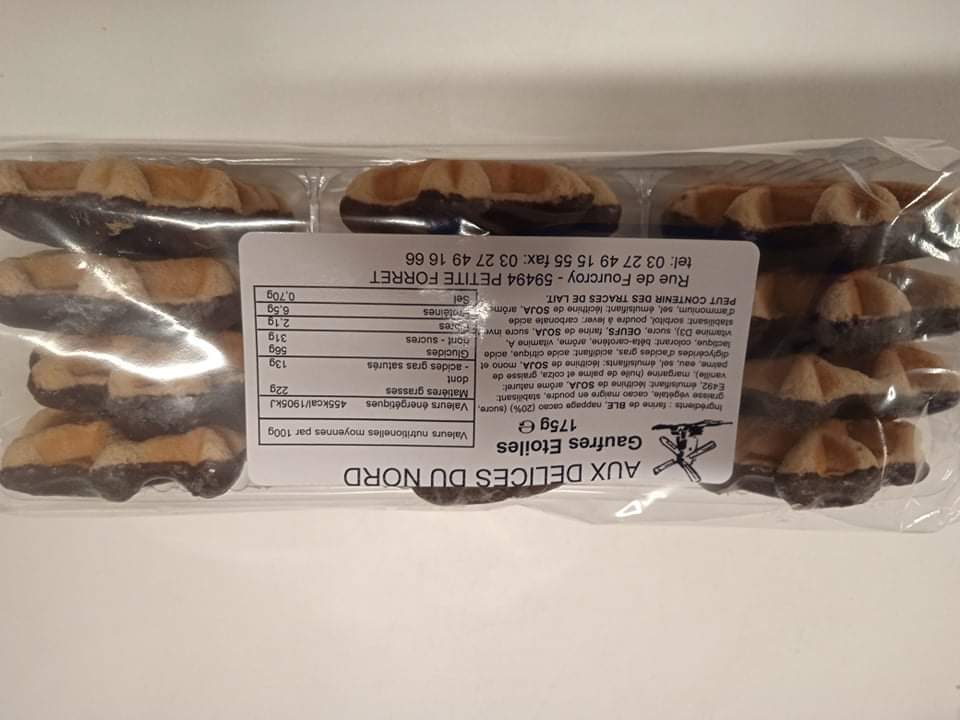 AUX DELICES DU NORD
Gaufres Etoiles
175g e
Ingrédients : farine de BLE, nappage cacao (20%) (sucre,
graisse végétale, cacao maigre en poudre, stabilisant:
E492, émulsifiant: lécithine de SOJA, arôme naturel:
vanille), margarine (huile de palme et colza, graisse de
palme, eau, sel, émulsifiants: lécithine de SOJA, mono et
diglycérides d'acides gras, acidifiant: acide citrique, acide
lactique, colorant: bêta-carotène, arôme, vitamine A,
vitamine D3), sucre, OEUFS, farine de SOJA, sucre
stabilisant: sorbitol, poudre à lever: carbonate acide
d'ammonium, sel, émulsifiant: lécithine de SOJA,
PEUT CONTENIR DES TRACES DE LAIT.
Valeurs nutritionelles moyennes par 100g
Valeurs énergétiques 455kcal/1905kJ
Matières grasses 22g
dont
- acides gras saturés 13g
Glucides 56g
dont - sucres 31g
2,1g
Protéines 6,5g
Sel 0,70g
Rue de Fourcroy - 59494 PETITE FORRET
tel: 03 27 49 15 55 fax: 03 27 49 16 66